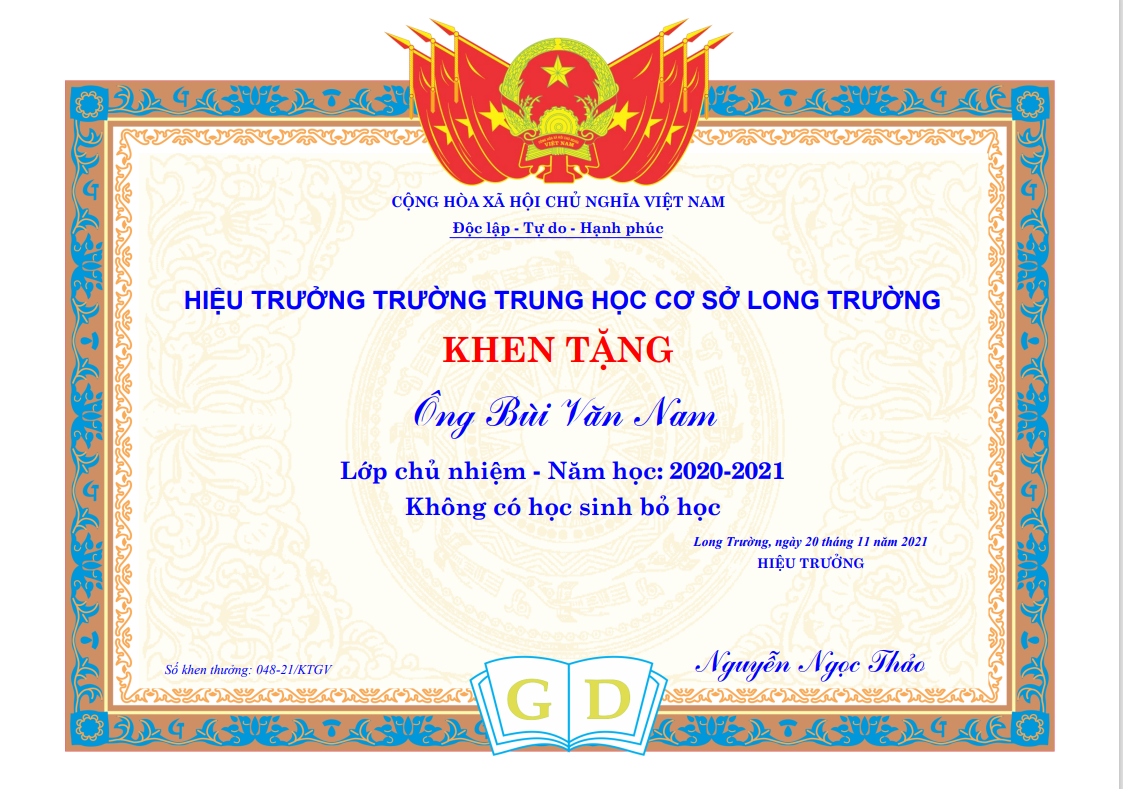 VIỆT NAM
CỘNG HÒA XÃ HỘI CHỦ NGHĨA VIỆT NAM
Độc lập - Tự do - Hạnh phúc
HIỆU TRƯỞNG TRƯỜNG TRUNG HỌC CƠ SỞ LONG TRƯỜNG
KHEN TẶNG
Ông Bùi Văn Nam
Lớp chủ nhiệm - Năm học: 2020-2021
Không có học sinh bỏ học
Long Trường, ngày 20 tháng 11 năm 2021
HIỆU TRƯỞNG
Nguyễn Ngọc Thảo
Số khen thưởng: 048-21/KTGV
G D